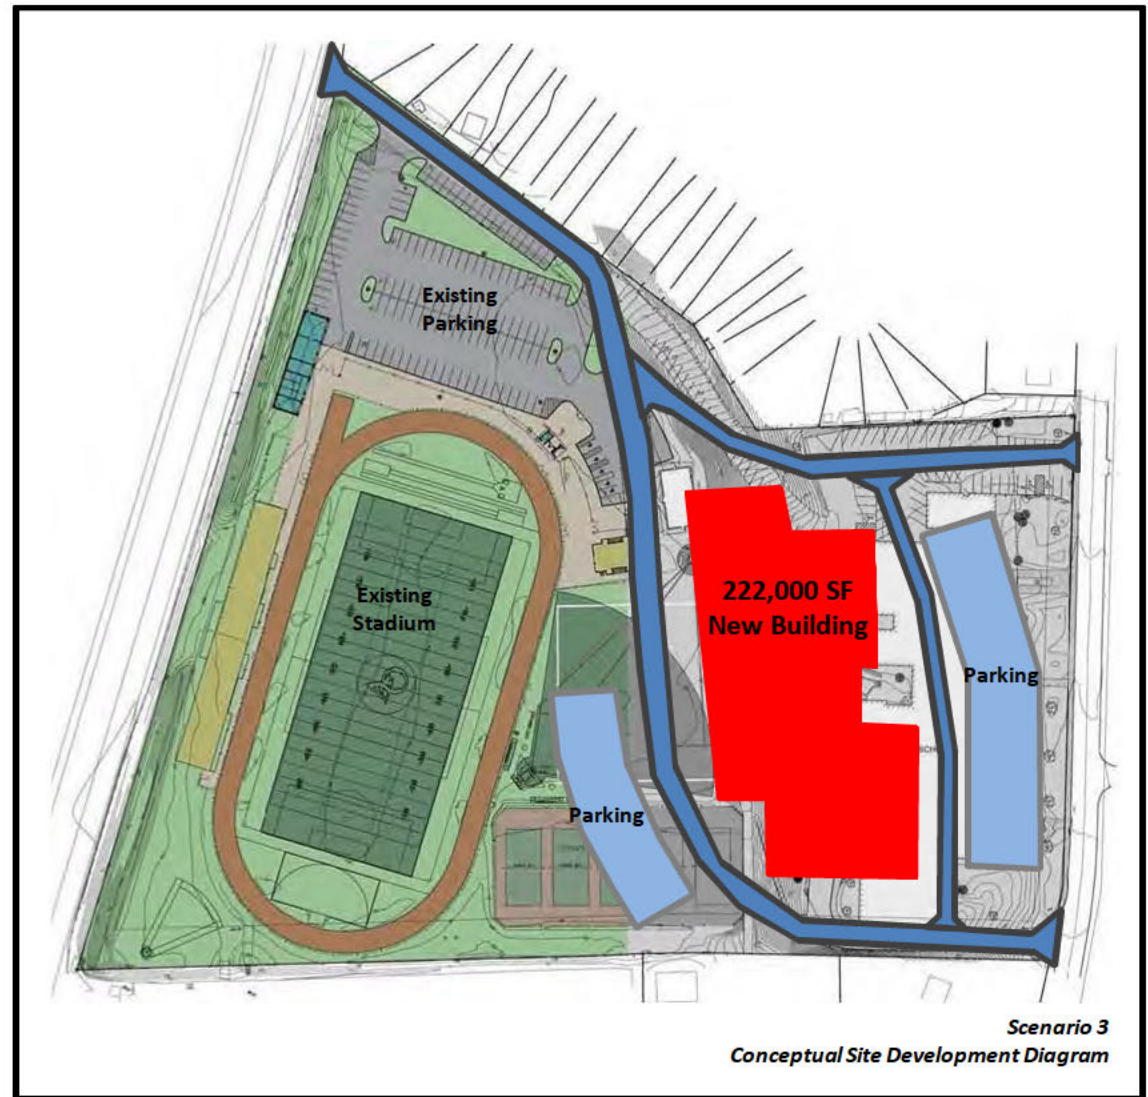 Existing
Parking
222,000 SF
New Building
Existing
Stadium
Parking
Parking
Scenario 3
Conceptual Site Development Diagram